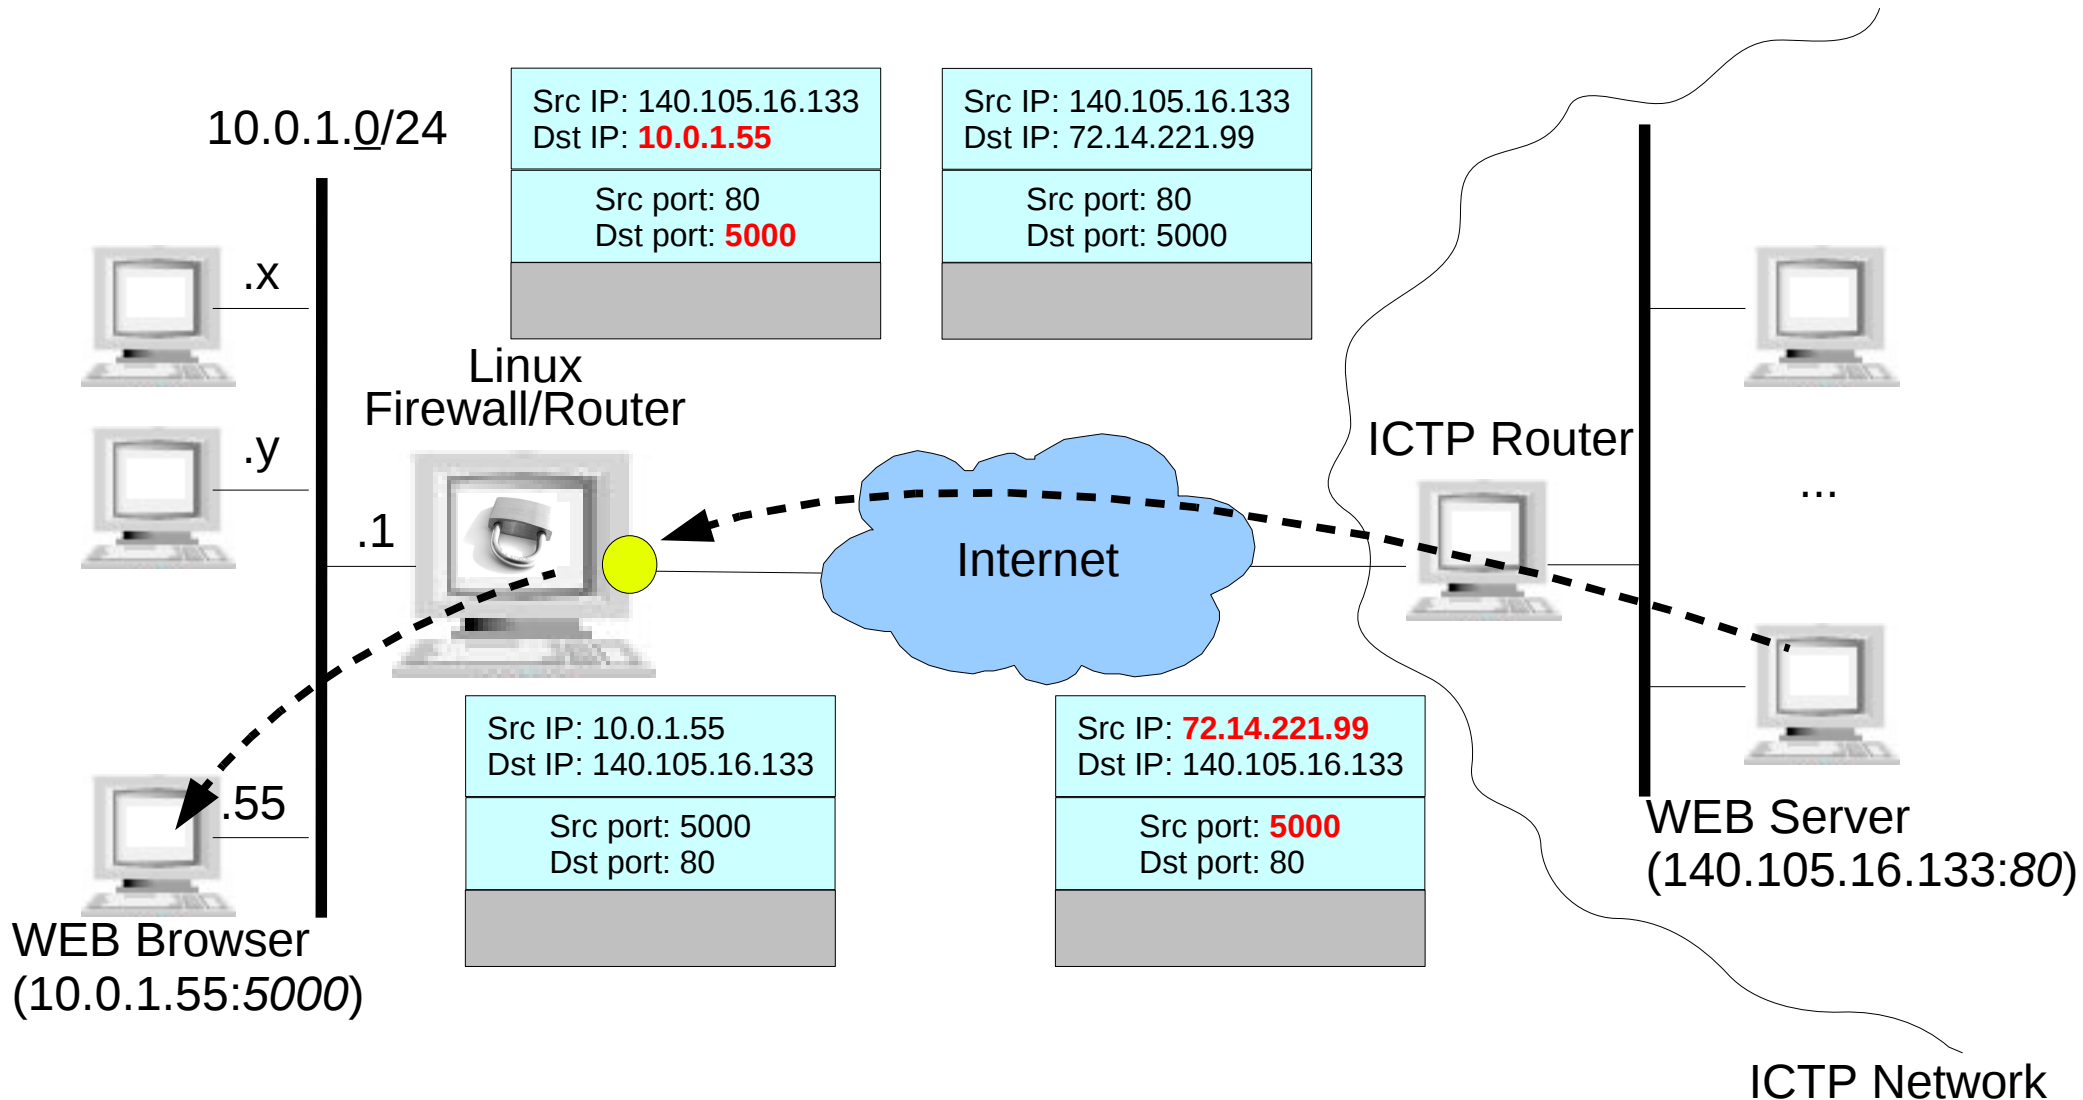 10.0.1.0/24
Src IP: 140.105.16.133
Dst IP: 10.0.1.55
Src port: 80
Dst port: 5000
Src IP: 140.105.16.133
Dst IP: 72.14.221.99
Src port: 80
Dst port: 5000
.x
.y
.1
.55
Linux
Firewall/Router
Internet
ICTP Router
...
Src IP: 10.0.1.55
Dst IP: 140.105.16.133
Src port: 5000
Dst port: 80
Src IP: 72.14.221.99
Dst IP: 140.105.16.133
Src port: 5000
Dst port: 80
WEB Server
(140.105.16.133:80)
WEB Browser
(10.0.1.55:5000)
ICTP Network